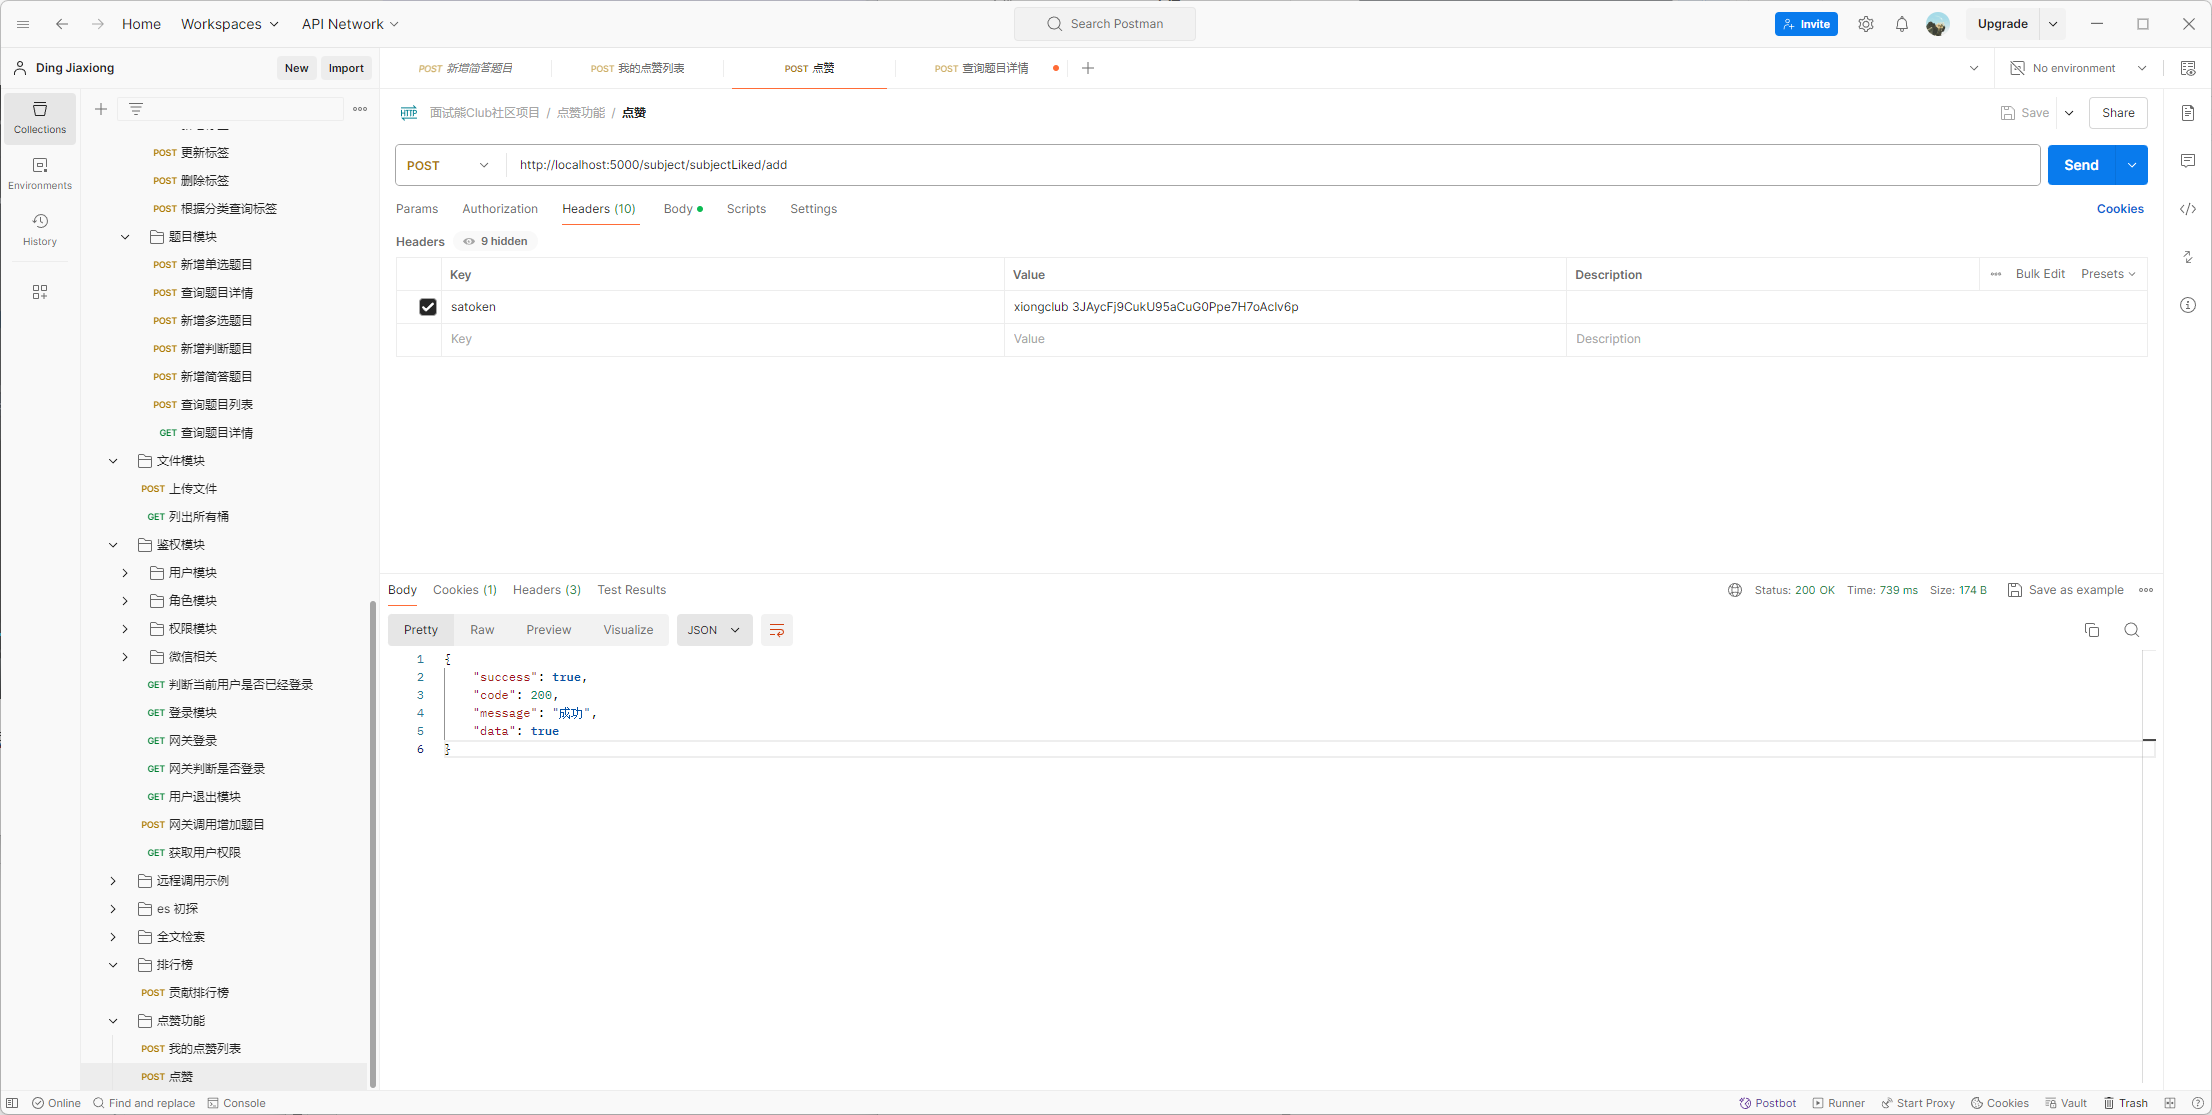 Home Workspaces API Network Search Postman Invite Upgrade
Ding Jiaxiong New Import POST 新增简答题目 POST 我的点赞列表 POST 点赞 POST 查询题目详情 No environment
Collections
Environments
History
POST 更新标签
POST 删除标签
POST 根据分类查询标签
题目模块
POST 新增单选题目
POST 查询题目详情
POST 新增多选题目
POST 新增判断题目
POST 新增简答题目
POST 查询题目列表
GET 查询题目详情
文件模块
POST 上传文件
GET 列出所有桶
鉴权模块
用户模块
角色模块
权限模块
微信相关
GET 判断当前用户是否已经登录
GET 登录模块
GET 网关登录
GET 网关判断是否登录
GET 用户退出模块
POST 网关调用增加题目
GET 获取用户权限
远程调用示例
es 初探
全文检索
排行榜
POST 贡献排行榜
点赞功能
POST 我的点赞列表
POST 点赞
HTTP 面试熊Club社区项目 / 点赞功能 / 点赞 Save Share
POST http://localhost:5000/subject/subjectLiked/add Send
Params Authorization Headers (10) Body Scripts Settings Cookies
Headers 9 hidden
Key Value Description Bulk Edit Presets
satoken xiongclub 3JAycFj9CukU95aCuG0Ppe7H7oAclv6p
Key Value Description
Body Cookies (1) Headers (3) Test Results Status: 200 OK Time: 739 ms Size: 174 B Save as example
Pretty Raw Preview Visualize JSON
1 {
2 "success": true,
3 "code": 200,
4 "message": "成功",
5 "data": true
6 }
Online Find and replace Console Postbot Runner Start Proxy Cookies Vault Trash